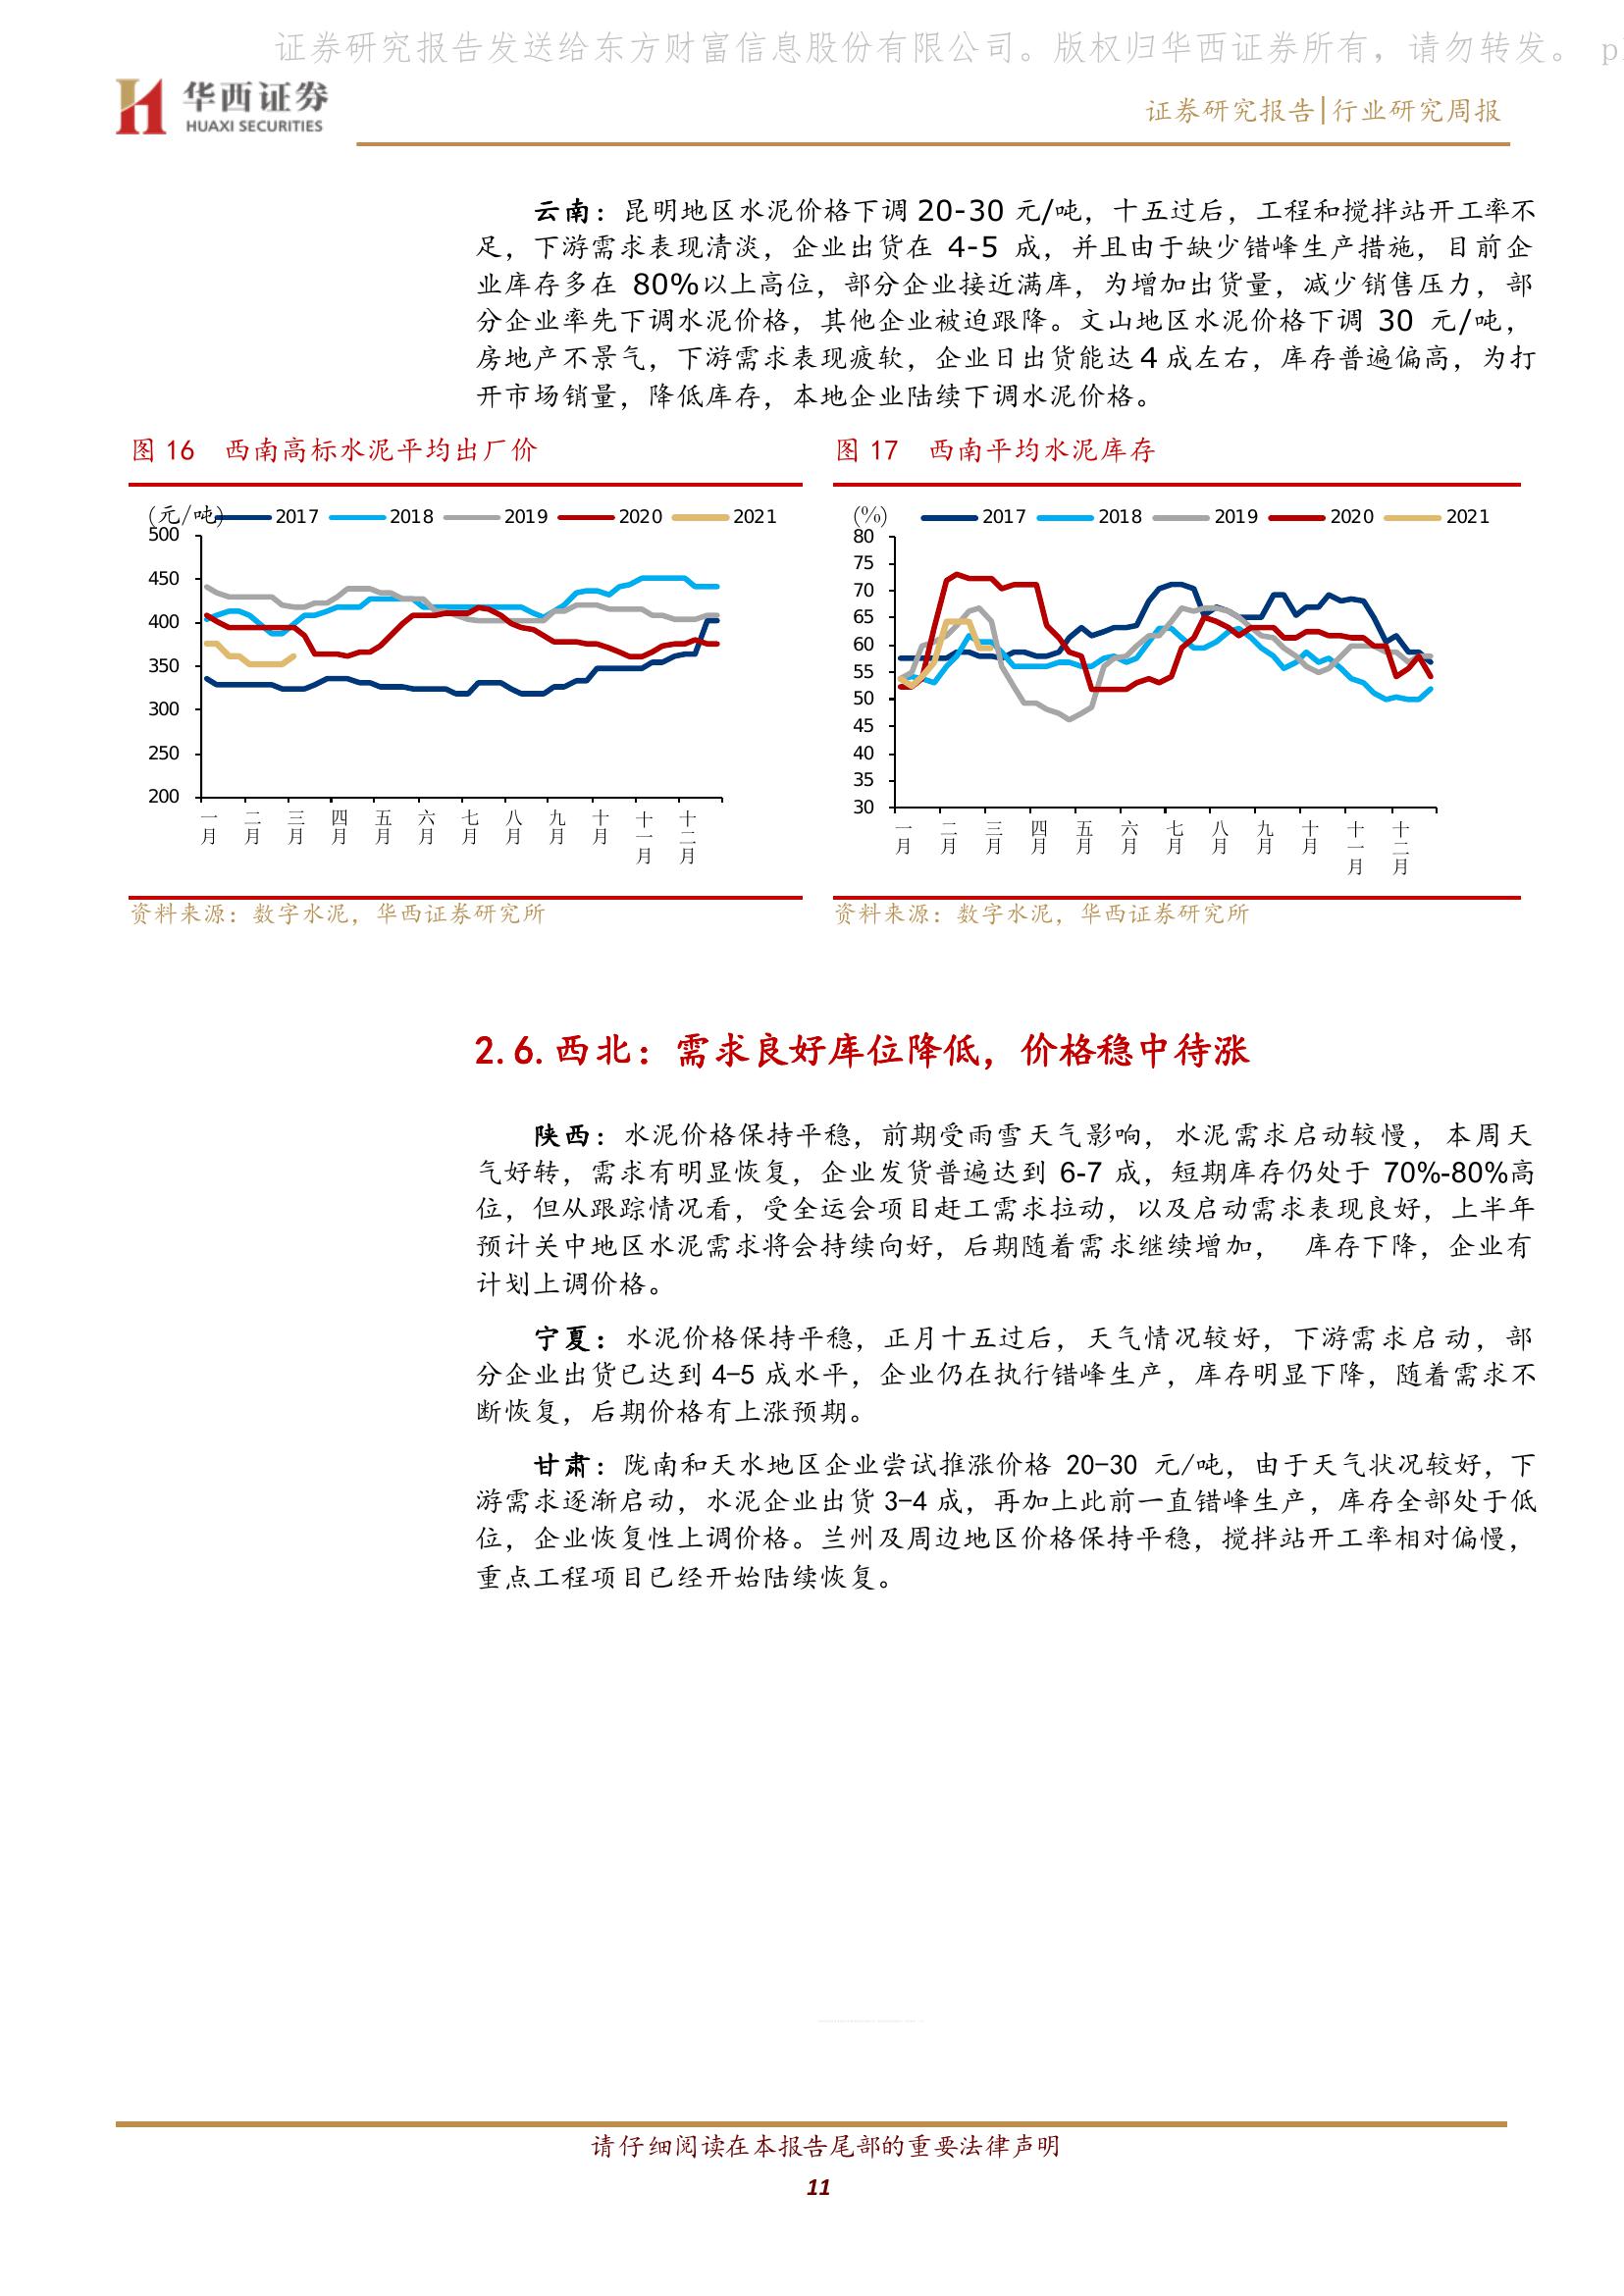 证券研究报告发送给东方财富信息股份有限公司。版权归华西证券所有，请勿转发。 p
华西证券
HUAXI SECURITIES
证券研究报告|行业研究周报
云南：昆明地区水泥价格下调 20-30 元/吨，十五过后，工程和搅拌站开工率不
足，下游需求表现清淡，企业出货在 4-5 成，并且由于缺少错峰生产措施，目前企
业库存多在 80%以上高位，部分企业接近满库，为增加出货量，减少销售压力，部
分企业率先下调水泥价格，其他企业被迫跟降。文山地区水泥价格下调 30 元/吨，
房地产不景气，下游需求表现疲软，企业日出货能达 4 成左右，库存普遍偏高，为打
开市场销量，降低库存，本地企业陆续下调水泥价格。
图 16 西南高标水泥平均出厂价
(元/吨) 2017 2018 2019 2020 2021
500
450
400
350
300
250
200
一月 二月 三月 四月 五月 六月 七月 八月 九月 十月 十一月 十二月
资料来源：数字水泥，华西证券研究所
图 17 西南平均水泥库存
(%) 2017 2018 2019 2020 2021
80
75
70
65
60
55
50
45
40
35
30
一月 二月 三月 四月 五月 六月 七月 八月 九月 十月 十一月 十二月
资料来源：数字水泥，华西证券研究所
2.6.西北：需求良好库位降低，价格稳中待涨
陕西：水泥价格保持平稳，前期受雨雪天气影响，水泥需求启动较慢，本周天
气好转，需求有明显恢复，企业发货普遍达到 6-7 成，短期库存仍处于 70%-80%高
位，但从跟踪情况看，受全运会项目赶工需求拉动，以及启动需求表现良好，上半年
预计关中地区水泥需求将会持续向好，后期随着需求继续增加， 库存下降，企业有
计划上调价格。
宁夏：水泥价格保持平稳，正月十五过后，天气情况较好，下游需求启动，部
分企业出货已达到 4-5 成水平，企业仍在执行错峰生产，库存明显下降，随着需求不
断恢复，后期价格有上涨预期。
甘肃：陇南和天水地区企业尝试推涨价格 20-30 元/吨，由于天气状况较好，下
游需求逐渐启动，水泥企业出货 3-4 成，再加上此前一直错峰生产，库存全部处于低
位，企业恢复性上调价格。兰州及周边地区价格保持平稳，搅拌站开工率相对偏慢，
重点工程项目已经开始陆续恢复。
请仔细阅读在本报告尾部的重要法律声明
11